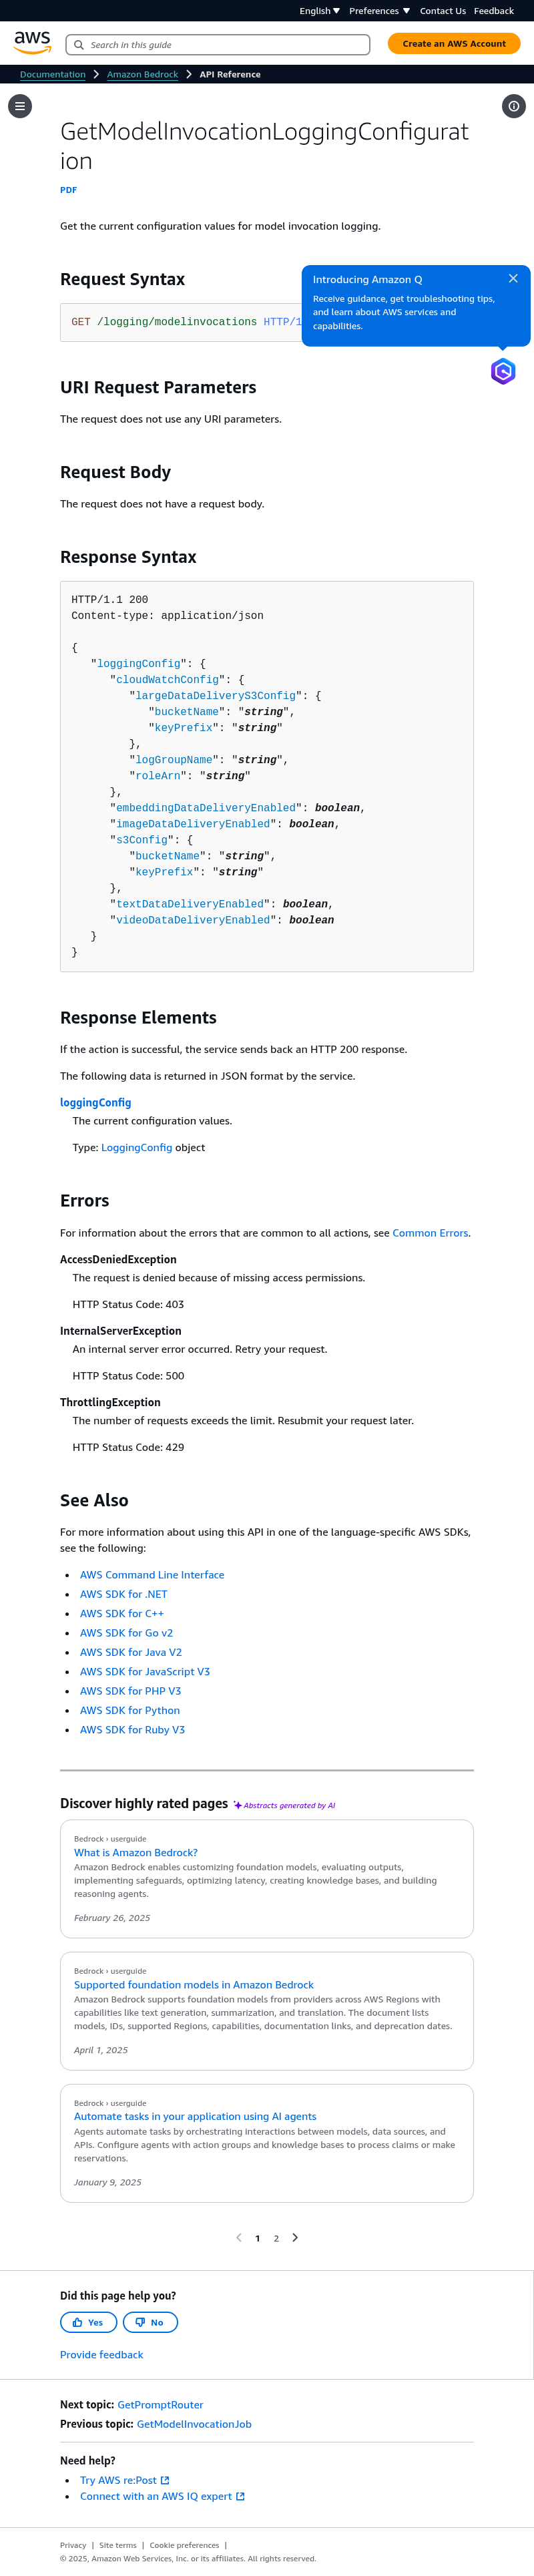 English Preferences Contact Us Feedback
aws
Search in this guide
Create an AWS Account
Documentation Amazon Bedrock API Reference
GetModelInvocationLoggingConfigurat
ion
PDF
Get the current configuration values for model invocation logging.
Request Syntax
Introducing Amazon Q
Receive guidance, get troubleshooting tips,
and learn about AWS services and
capabilities.
GET /logging/modelinvocations HTTP/1
URI Request Parameters
The request does not use any URI parameters.
Request Body
The request does not have a request body.
Response Syntax
HTTP/1.1 200
Content-type: application/json
{
   "loggingConfig": {
      "cloudWatchConfig": {
         "largeDataDeliveryS3Config": {
            "bucketName": "string",
            "keyPrefix": "string"
         },
         "logGroupName": "string",
         "roleArn": "string"
      },
      "embeddingDataDeliveryEnabled": boolean,
      "imageDataDeliveryEnabled": boolean,
      "s3Config": {
         "bucketName": "string",
         "keyPrefix": "string"
      },
      "textDataDeliveryEnabled": boolean,
      "videoDataDeliveryEnabled": boolean
   }
}
Response Elements
If the action is successful, the service sends back an HTTP 200 response.
The following data is returned in JSON format by the service.
loggingConfig
The current configuration values.
Type: LoggingConfig object
Errors
For information about the errors that are common to all actions, see Common Errors.
AccessDeniedException
The request is denied because of missing access permissions.
HTTP Status Code: 403
InternalServerException
An internal server error occurred. Retry your request.
HTTP Status Code: 500
ThrottlingException
The number of requests exceeds the limit. Resubmit your request later.
HTTP Status Code: 429
See Also
For more information about using this API in one of the language-specific AWS SDKs,
see the following:
• AWS Command Line Interface
• AWS SDK for .NET
• AWS SDK for C++
• AWS SDK for Go v2
• AWS SDK for Java V2
• AWS SDK for JavaScript V3
• AWS SDK for PHP V3
• AWS SDK for Python
• AWS SDK for Ruby V3
Discover highly rated pages Abstracts generated by AI
Bedrock › userguide
What is Amazon Bedrock?
Amazon Bedrock enables customizing foundation models, evaluating outputs,
implementing safeguards, optimizing latency, creating knowledge bases, and building
reasoning agents.
February 26, 2025
Bedrock › userguide
Supported foundation models in Amazon Bedrock
Amazon Bedrock supports foundation models from providers across AWS Regions with
capabilities like text generation, summarization, and translation. The document lists
models, IDs, supported Regions, capabilities, documentation links, and deprecation dates.
April 1, 2025
Bedrock › userguide
Automate tasks in your application using AI agents
Agents automate tasks by orchestrating interactions between models, data sources, and
APIs. Configure agents with action groups and knowledge bases to process claims or make
reservations.
January 9, 2025
1 2
Did this page help you?
Yes No
Provide feedback
Next topic: GetPromptRouter
Previous topic: GetModelInvocationJob
Need help?
• Try AWS re:Post
• Connect with an AWS IQ expert
Privacy | Site terms | Cookie preferences |
© 2025, Amazon Web Services, Inc. or its affiliates. All rights reserved.